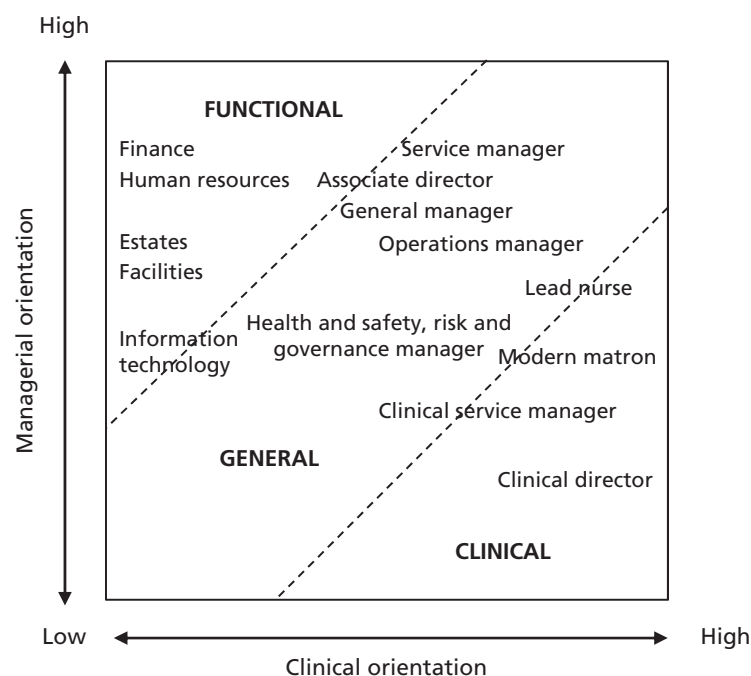 High
FUNCTIONAL
Finance
Service manager
Human resources
Associate director
General manager
Estates
Operations manager
Facilities
Lead nurse
Health and safety, risk and
governance manager
Information
technology
Modern matron
Clinical service manager
GENERAL
Clinical director
CLINICAL
Managerial orientation
Low
High
Clinical orientation